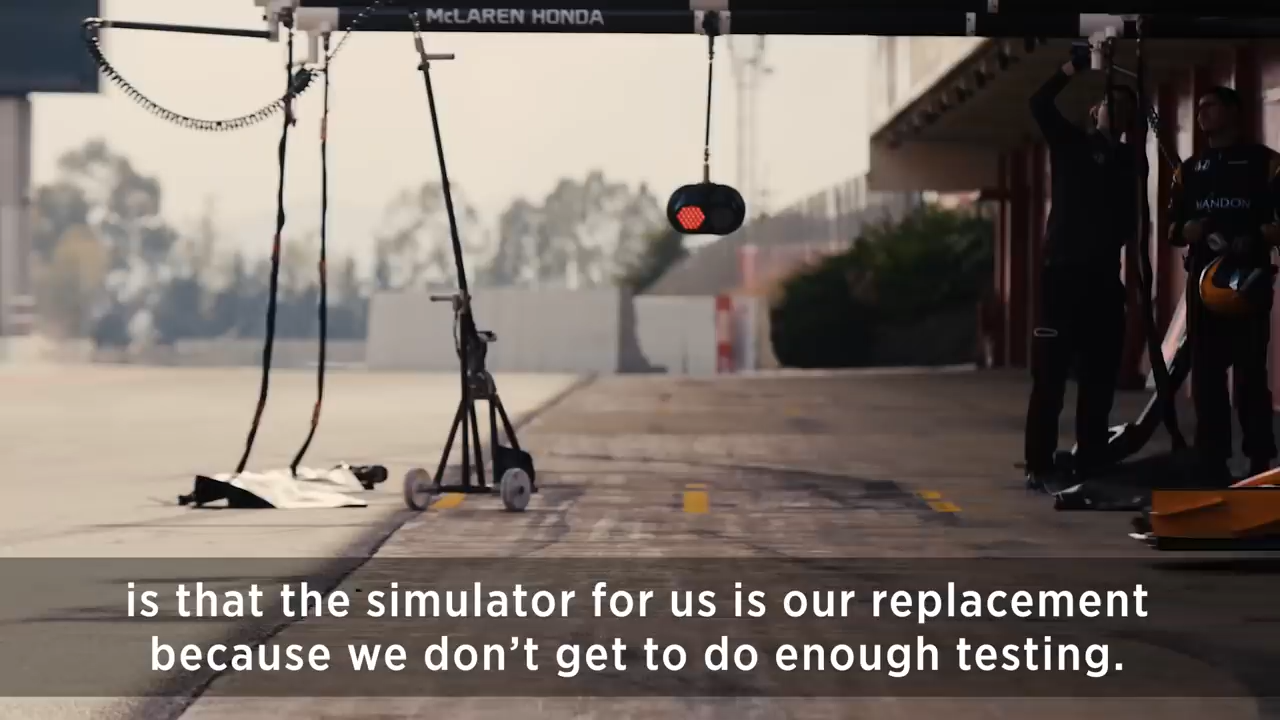 McLAREN HONDA
is that the simulator for us is our replacement
because we don’t get to do enough testing.